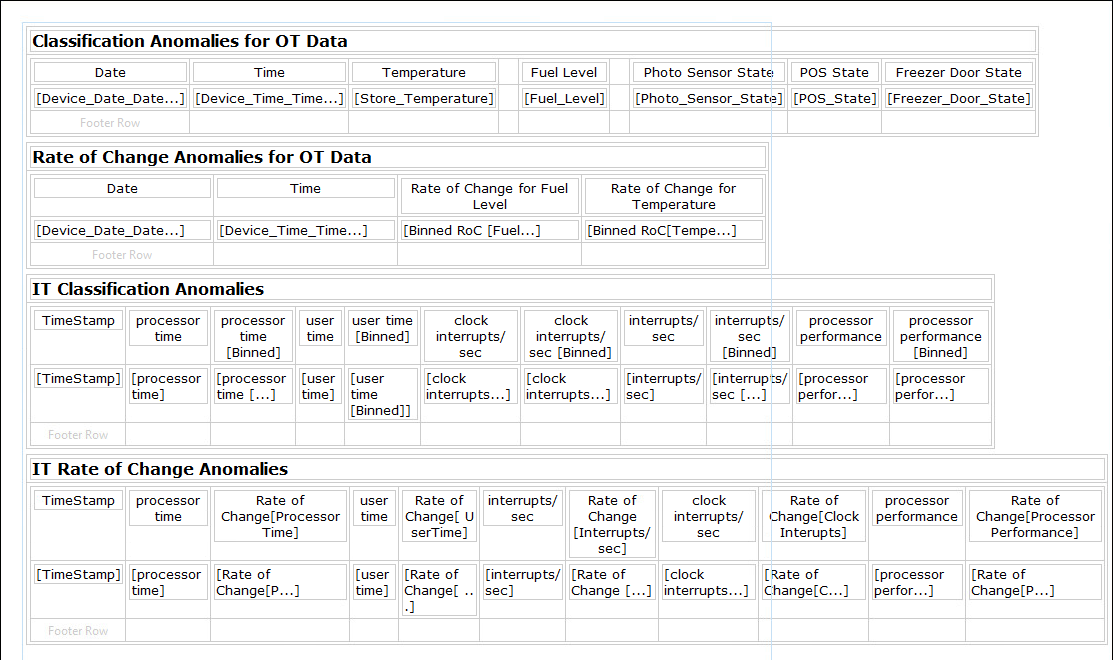 Classification Anomalies for OT Data
Date Time Temperature Fuel Level Photo Sensor State POS State Freezer Door State
[Device_Date_Date...] [Device_Time_Time...] [Store_Temperature] [Fuel_Level] [Photo_Sensor_State] [POS_State] [Freezer_Door_State]
Footer Row
Rate of Change Anomalies for OT Data
Date Time Rate of Change for Fuel Rate of Change for
Level Temperature
[Device_Date_Date...] [Device_Time_Time...] [Binned RoC [Fuel...] [Binned RoC[Tempe...]
Footer Row
IT Classification Anomalies
TimeStamp processor processor user user time clock clock interrupts/ interrupts/ processor processor
time time time [Binned] interrupts/ interrupts/ sec sec performance performance
[Binned] sec sec [Binned] [Binned] [Binned]
[TimeStamp] [processor [processor [user [user [clock [clock [interrupts/ [interrupts/ [processor [processor
time] time [...] time] time interrupts...] interrupts...] sec] sec [...] perfor...] perfor...]
[Binned]]
Footer Row
IT Rate of Change Anomalies
TimeStamp processor Rate of user Rate of interrupts/ Rate of clock Rate of processor Rate of
time Change[Processor time Change[ U sec Change interrupts/ Change[Clock performance Change[Processor
Time] serTime] [Interrupts/ sec Interupts] Performance]
sec]
[TimeStamp] [processor [Rate of [user [Rate of [interrupts/ [Rate of [clock [Rate of [processor [Rate of
time] Change[P...] time] Change[ .. sec] Change [...] interrupts...] Change[C...] perfor...] Change[P...]
.]
Footer Row